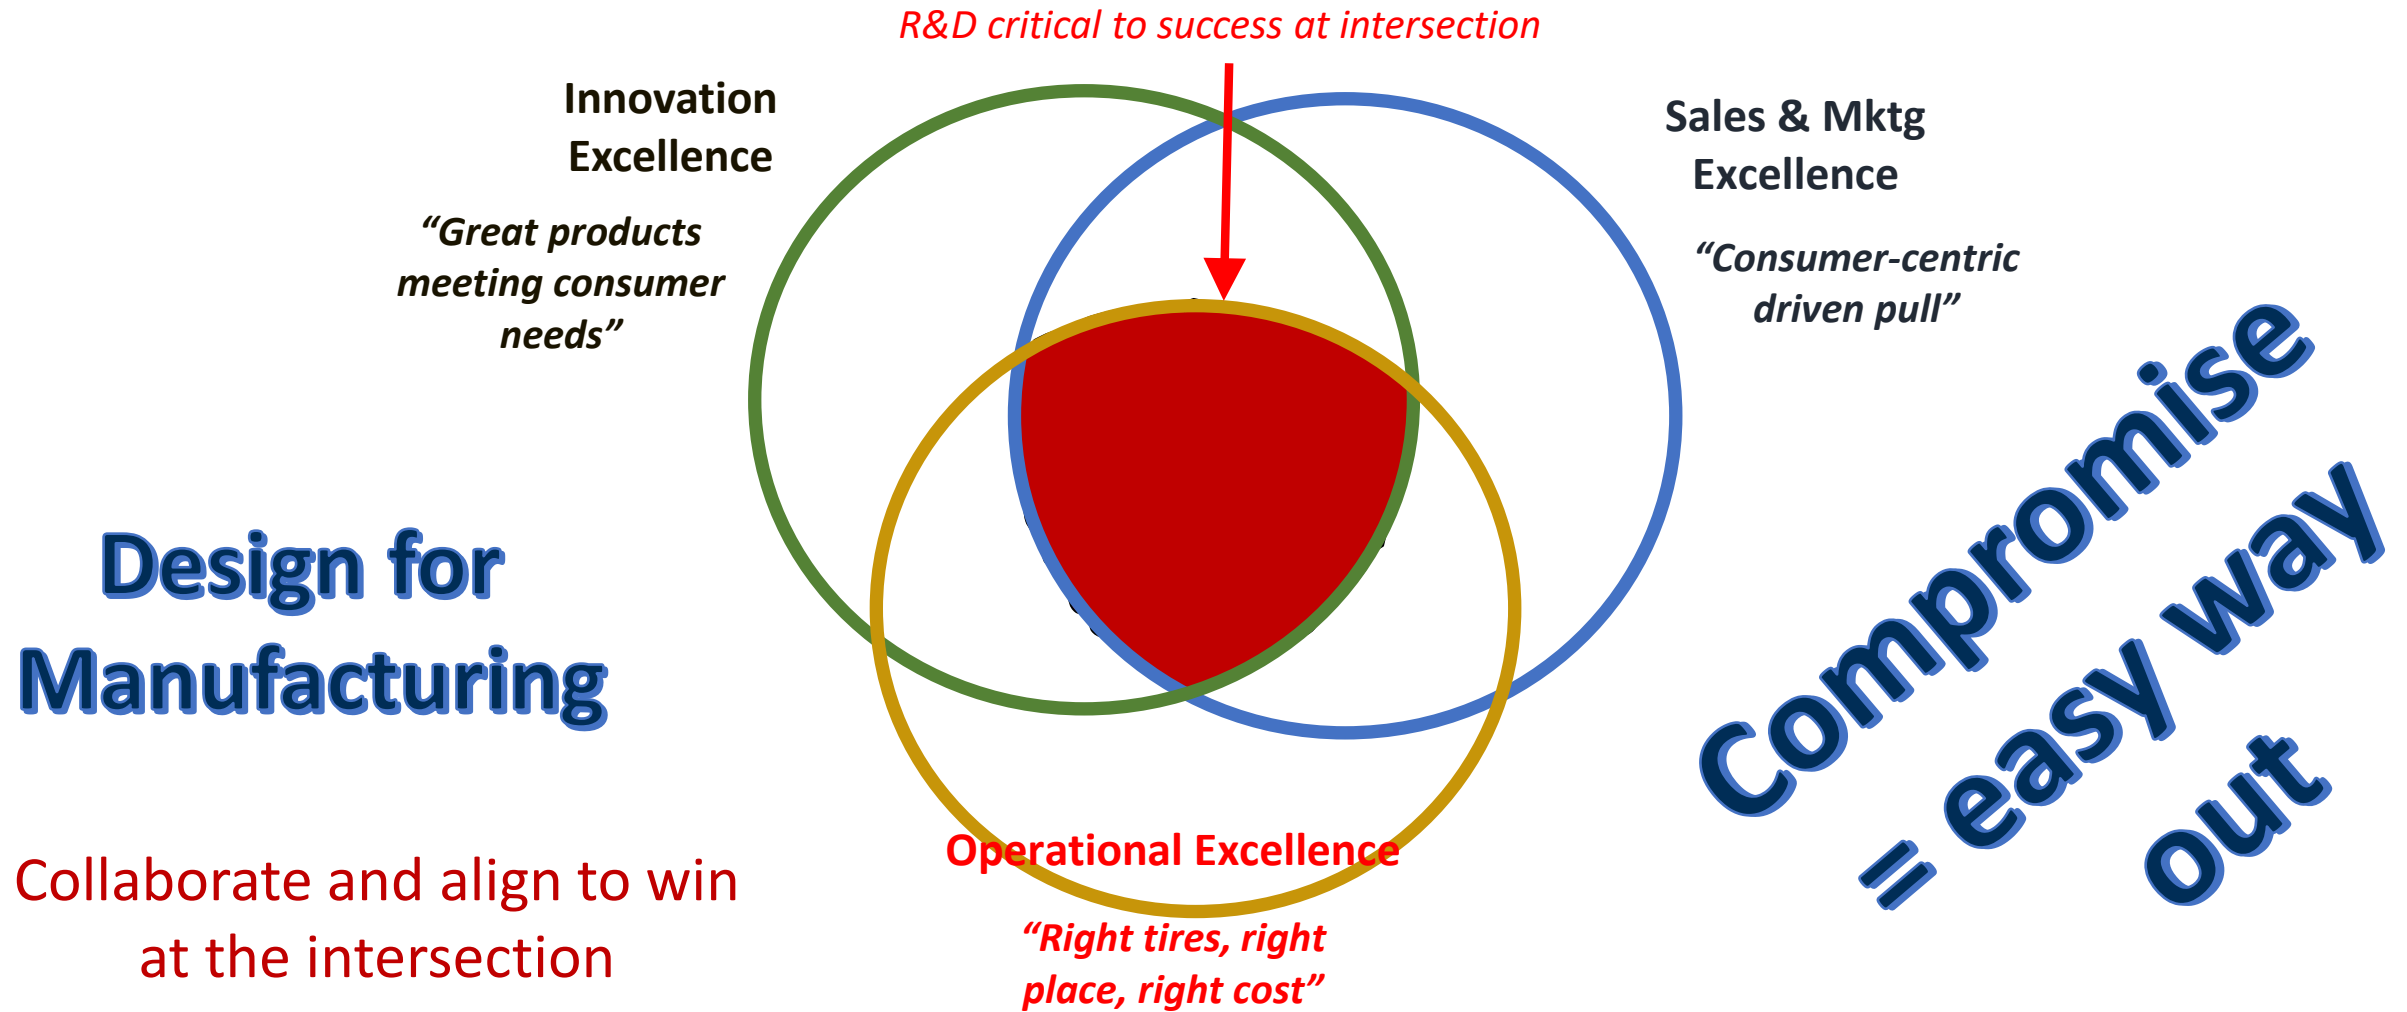 R&D critical to success at intersection
Innovation
Excellence
“Great products
meeting consumer
needs”
Sales & Mktg
Excellence
“Consumer-centric
driven pull”
Design for
Manufacturing
Collaborate and align to win
at the intersection
Operational Excellence
“Right tires, right
place, right cost”
Compromise
= easy way
out